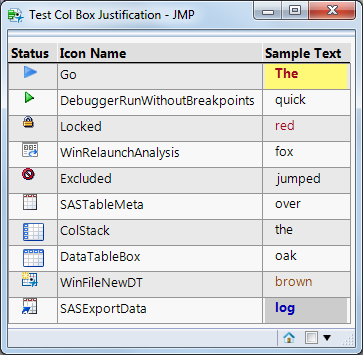 Test Col Box Justification - JMP
Status Icon Name Sample Text
Go The
DebuggerRunWithoutBreakpoints quick
Locked red
WinRelaunchAnalysis fox
Excluded jumped
SASTableMeta over
ColStack the
DataTableBox oak
WinFileNewDT brown
SASExportData log